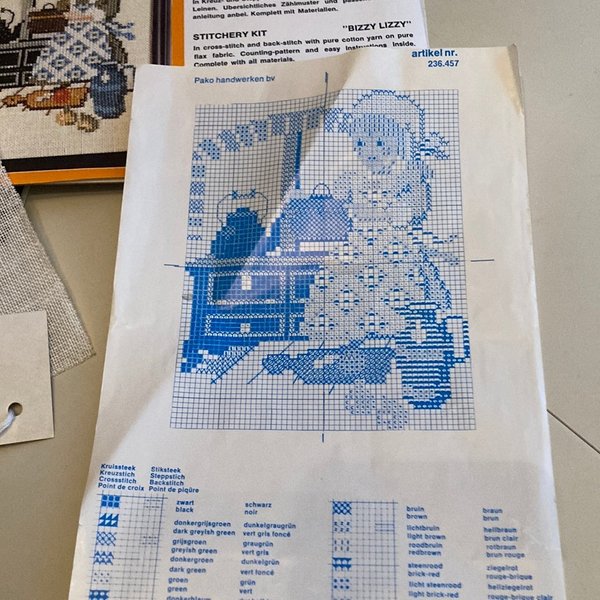 Leinen. Übersichtliches Zählmuster und
anleitung anbei. Komplett mit Materialien.
STITCHERY KIT "BIZZY LIZZY"
In cross-stitch and back-stitch with pure cotton yarn on pure
flax fabric. Counting-pattern and easy instructions inside.
Complete with all materials.
artikel nr.
236.457
Pako handwerken bv
Kruissteek Stiksteek
Kreuzstich Steppstich
Crosstitch Backstitch
Point de croix Point de piqûre
zwart schwarz
black noir
donkergrijsgroen dunkelgraugrün
dark greyish green vert gris foncé
grijsgroen graugrün
greyish green vert gris
donkergroen dunkelgrün
dark green vert foncé
groen grün
green vert
donkerblauw
bruin braun
brown brun
lichtbruin hellbraun
light brown brun clair
roodbruin rotbraun
redbrown brun rouge
steenrood ziegelrot
brick-red rouge-brique
licht steenrood hellziegelrot
light brick-red rouge-brique clair